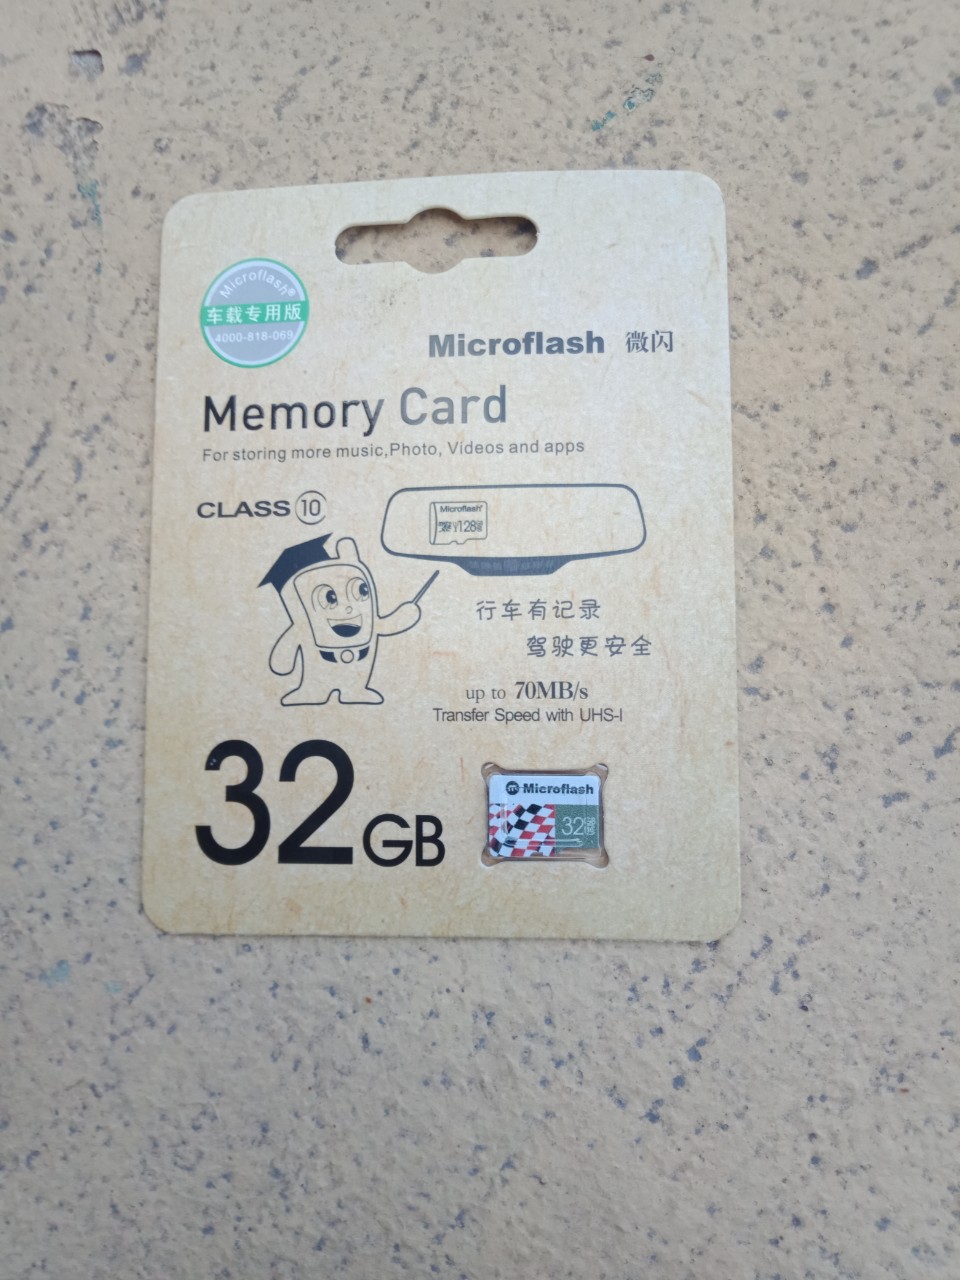 Microflash®
车载专用版
4000-818-069
Microflash 微闪
Memory Card
For storing more music,Photo, Videos and apps
CLASS 10
Microflash
128
行车有记录
驾驶更安全
up to 70MB/s
Transfer Speed with UHS-I
32GB
Microflash
32GB